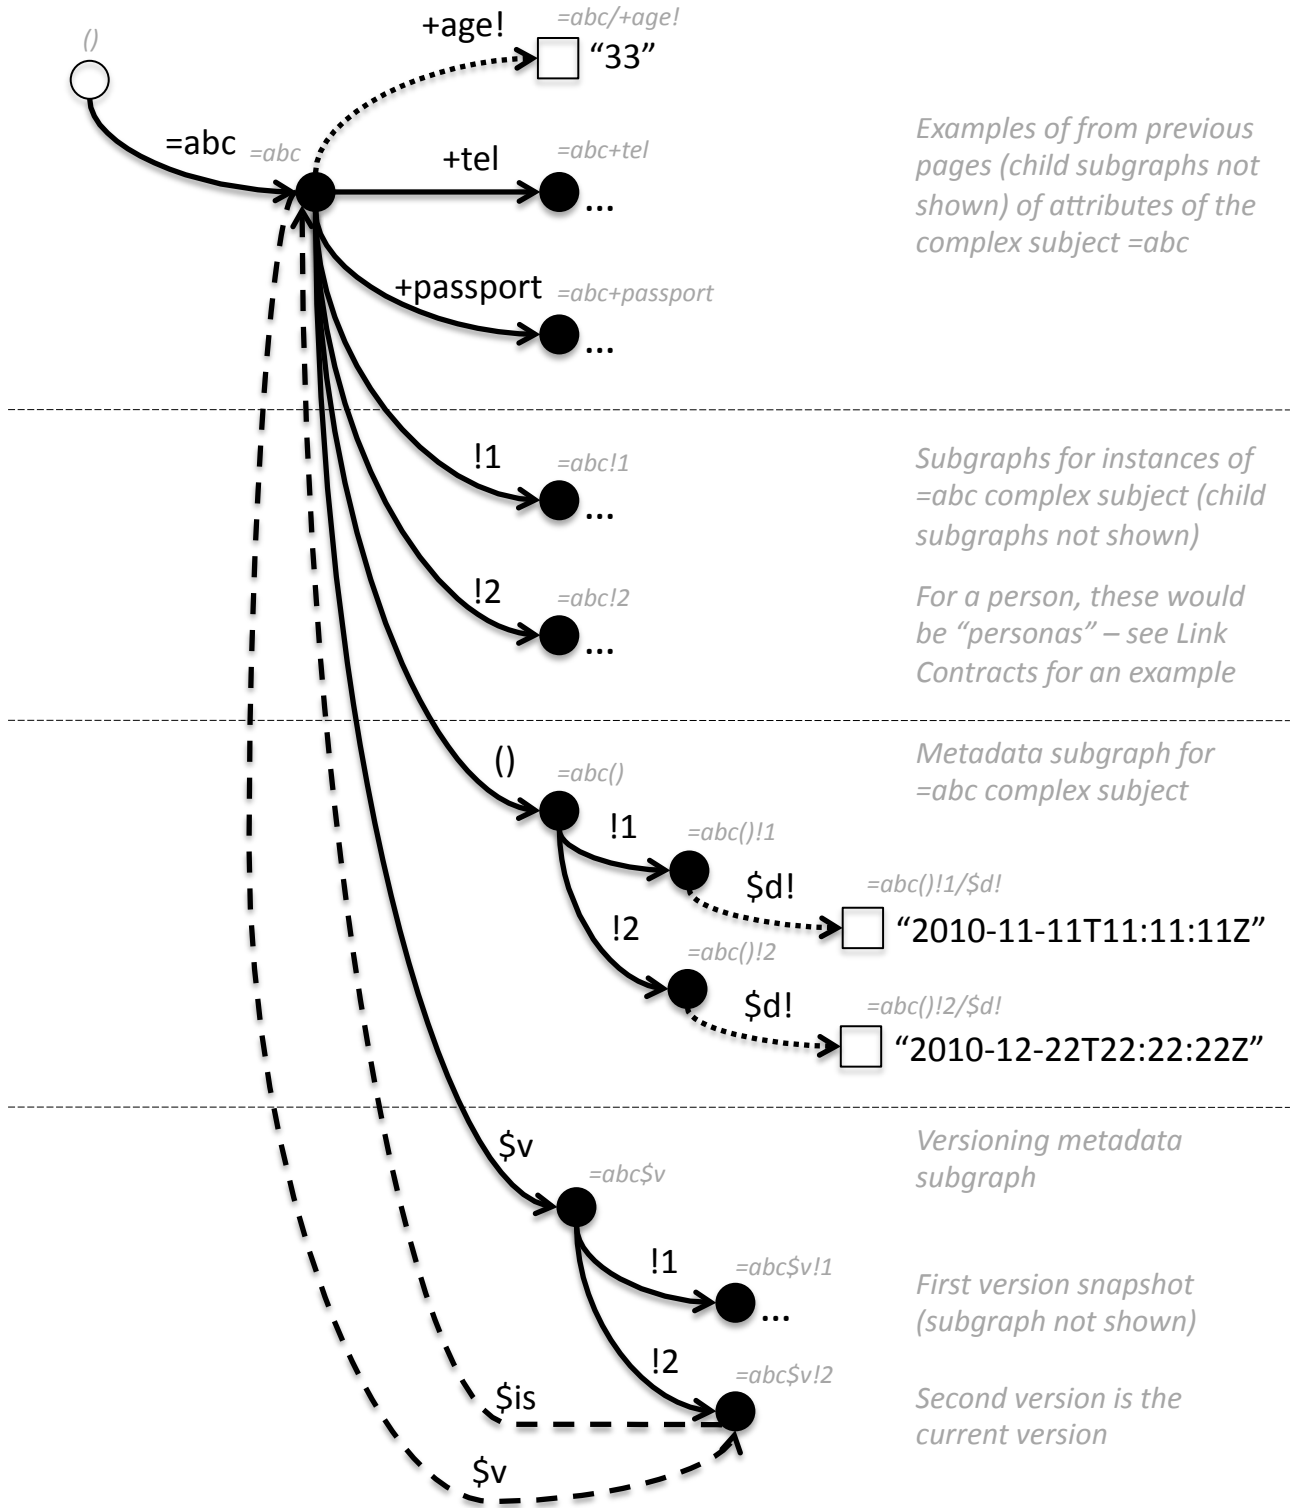 ()
+age!
=abc/+age!
“33”
=abc
=abc
+tel
=abc+tel
...
Examples of from previous
pages (child subgraphs not
shown) of attributes of the
complex subject =abc
+passport
=abc+passport
...
!1
=abc!1
...
Subgraphs for instances of
=abc complex subject (child
subgraphs not shown)
!2
=abc!2
...
For a person, these would
be “personas” – see Link
Contracts for an example
()
=abc()
Metadata subgraph for
=abc complex subject
!1
=abc()!1
$d!
=abc()!1/$d!
“2010-11-11T11:11:11Z”
!2
=abc()!2
$d!
=abc()!2/$d!
“2010-12-22T22:22:22Z”
$v
=abc$v
Versioning metadata
subgraph
!1
=abc$v!1
...
First version snapshot
(subgraph not shown)
!2
=abc$v!2
$is
Second version is the
current version
$v